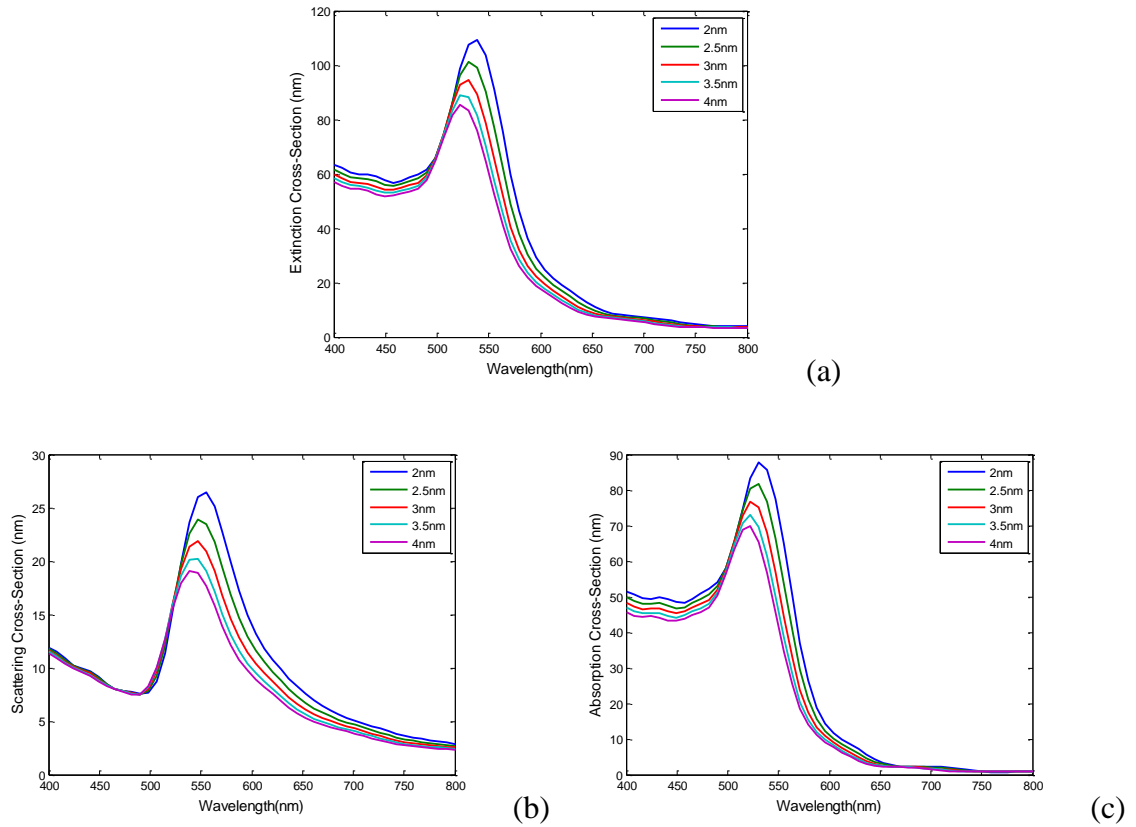 120
100
80
60
40
20
0
Extinction Cross-Section (nm)
400 450 500 550 600 650 700 750 800
Wavelength(nm)
2nm
2.5nm
3nm
3.5nm
4nm
(a)
30
25
20
15
10
5
0
Scattering Cross-Section (nm)
400 450 500 550 600 650 700 750 800
Wavelength(nm)
2nm
2.5nm
3nm
3.5nm
4nm
(b)
90
80
70
60
50
40
30
20
10
0
Absorption Cross-Section (nm)
400 450 500 550 600 650 700 750 800
Wavelength(nm)
2nm
2.5nm
3nm
3.5nm
4nm
(c)